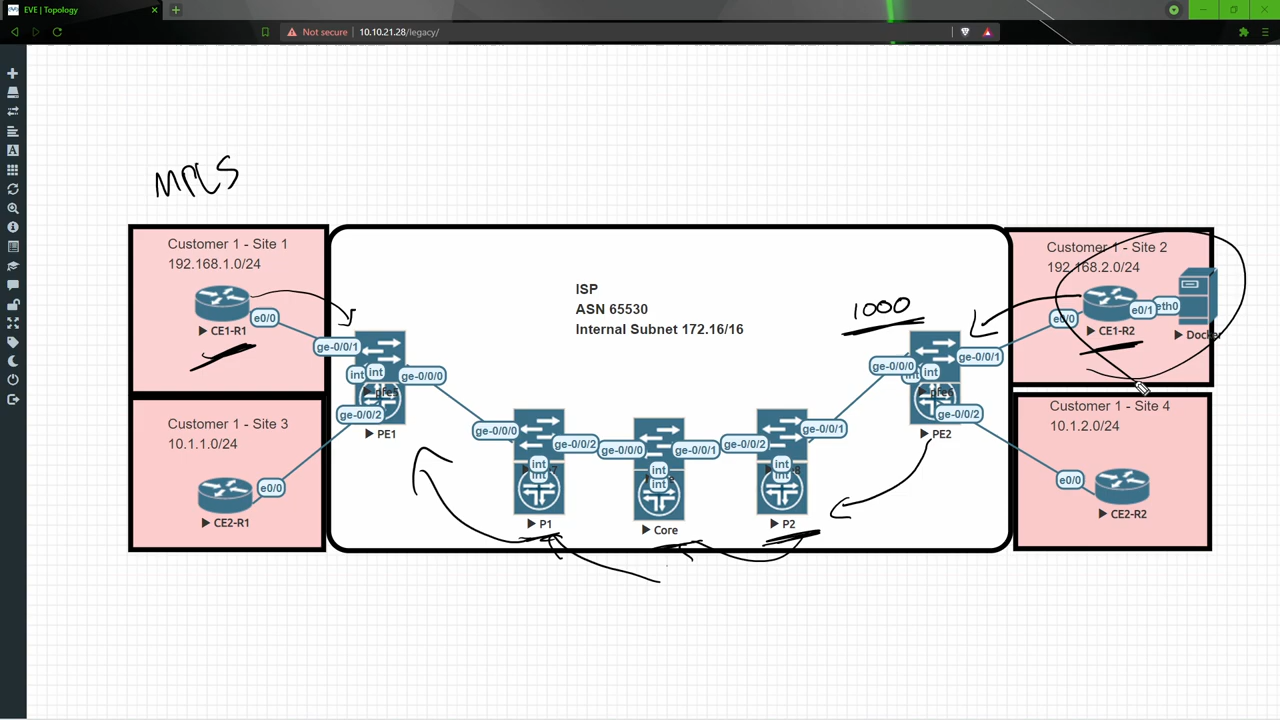 EVE | Topology
Not secure
10.10.21.28/legacy/
MPLS
Customer 1 - Site 1
192.168.1.0/24
CE1-R1
e0/0
Customer 1 - Site 3
10.1.1.0/24
CE2-R1
e0/0
ISP
ASN 65530
Internal Subnet 172.16/16
1000
ge-0/0/1
int
int
ge-0/0/0
ge-0/0/2
PE1
ge-0/0/0
ge-0/0/2
int
P1
ge-0/0/0
ge-0/0/1
int
int
Core
ge-0/0/2
ge-0/0/1
int
P2
ge-0/0/0
ge-0/0/1
int
int
ge-0/0/2
PE2
Customer 1 - Site 2
192.168.2.0/24
e0/0
e0/1
eth0
CE1-R2
Docker
Customer 1 - Site 4
10.1.2.0/24
e0/0
CE2-R2